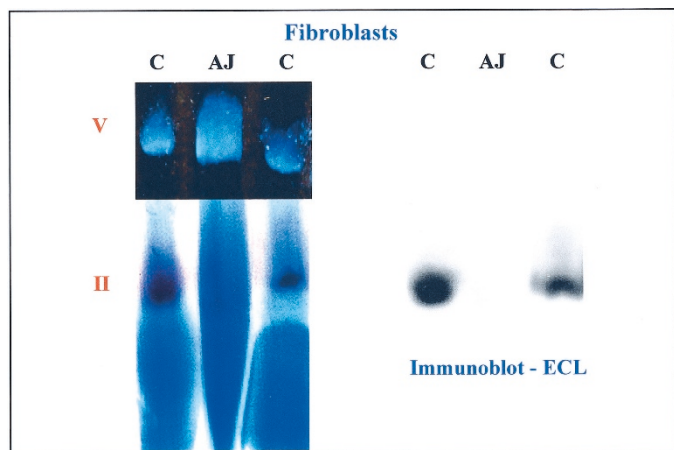 Fibroblasts
C AJ C C AJ C
V
II
Immunoblot - ECL